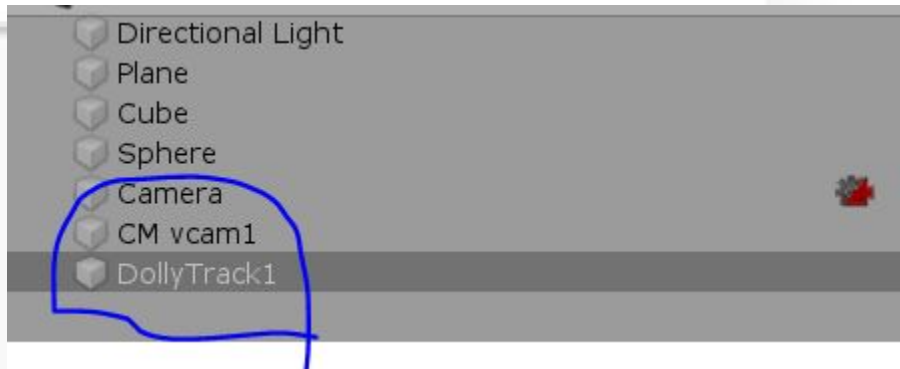 Directional Light
Plane
Cube
Sphere
Camera
CM vcam1
DollyTrack1